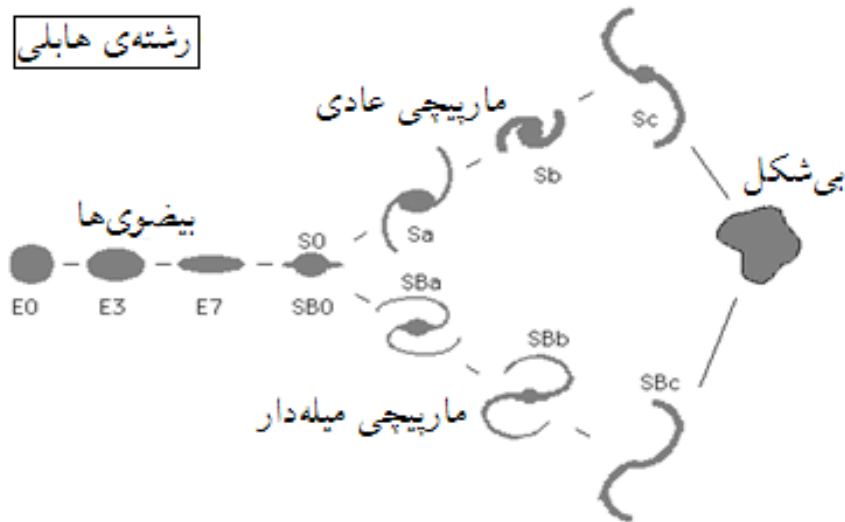 رشته‌ی هابلی
مارپیچی عادی
Sc
Sb
بی‌شکل
بیضوی‌ها
S0
Sa
SBa
E0
E3
E7
SB0
SBb
SBc
مارپیچی میله‌دار